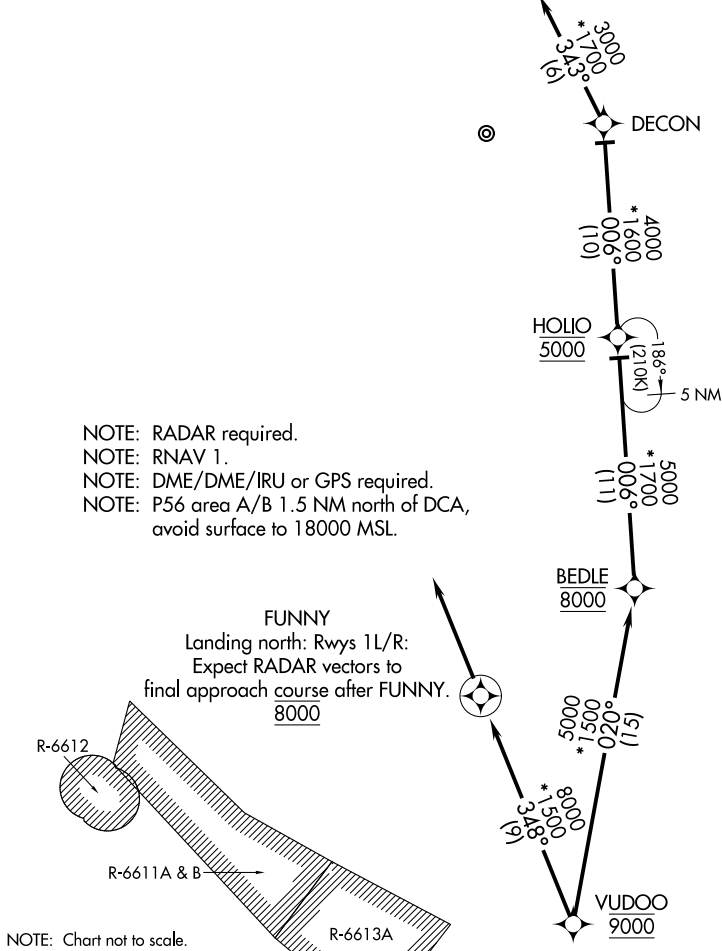 3000
*1700
343°
(6)
DECON
4000
*1600
006°
(10)
HOLIO
5000
186°
(210K)
5 NM
NOTE: RADAR required.
NOTE: RNAV 1.
NOTE: DME/DME/IRU or GPS required.
NOTE: P56 area A/B 1.5 NM north of DCA,
avoid surface to 18000 MSL.
5000
*1700
006°
(11)
BEDLE
8000
FUNNY
Landing north: Rwys 1L/R:
Expect RADAR vectors to
final approach course after FUNNY.
8000
5000
*1500
020°
(15)
R-6612
8000
*1500
348°
(9)
R-6611A & B
VUDOO
9000
R-6613A
NOTE: Chart not to scale.